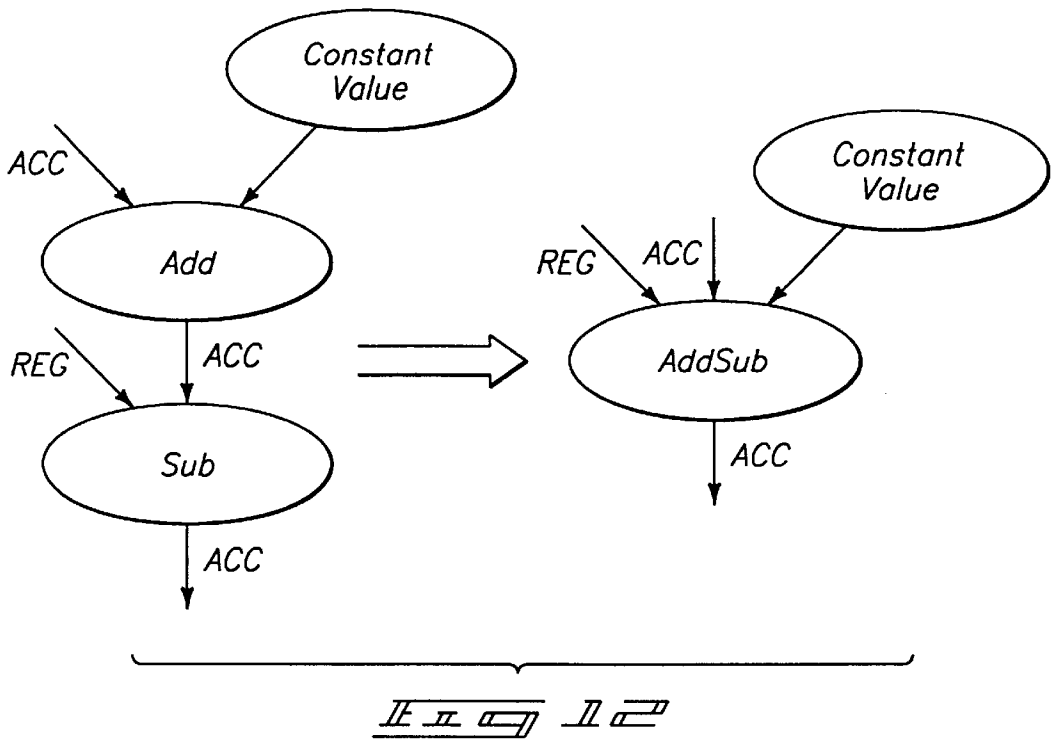 Constant
Value
ACC
Add
ACC
REG
Sub
ACC
Constant
Value
REG
ACC
AddSub
ACC
Fig 12